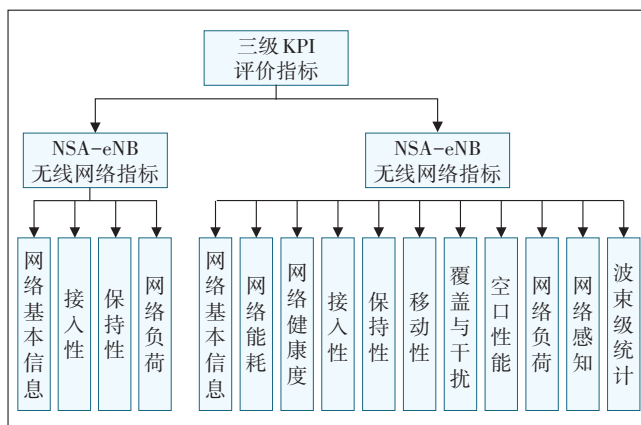 三级KPI
评价指标
NSA-eNB
无线网络指标
NSA-eNB
无线网络指标
网络基本信息
接入性
保持性
网络负荷
网络基本信息
网络能耗
网络健康度
接入性
保持性
移动性
覆盖与干扰
空口性能
网络负荷
网络感知
波束级统计